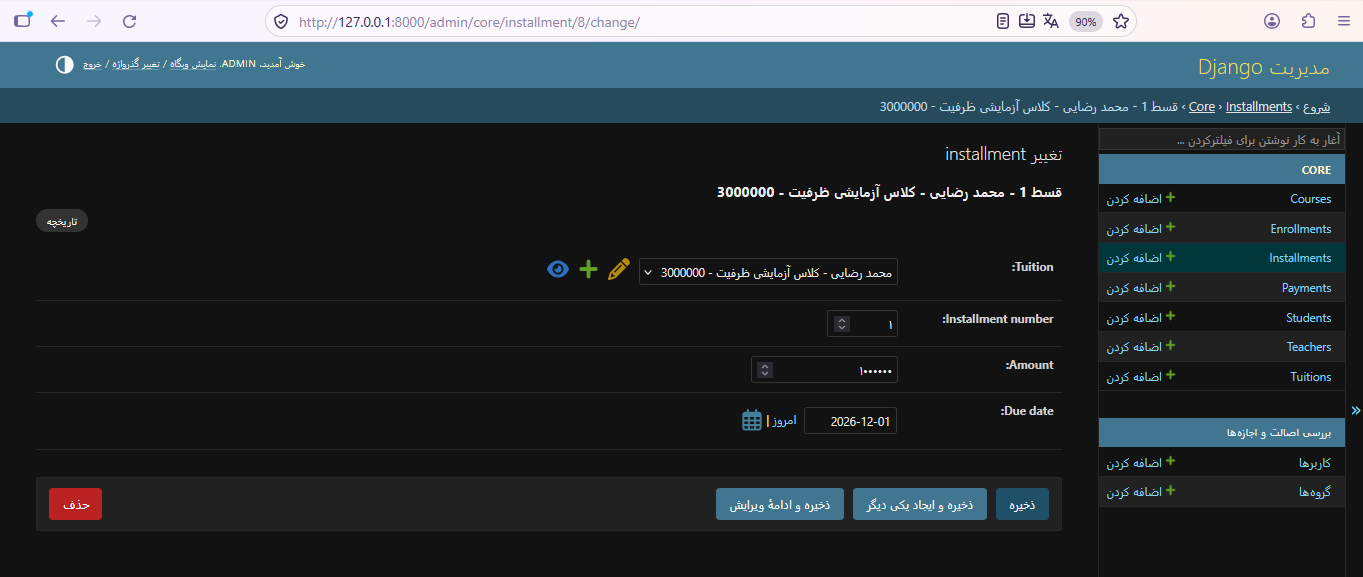 http://127.0.0.1:8000/admin/core/installment/8/change/
90%
مدیریت Django
خوش آمدید، ADMIN. نمایش وبگاه / تغییر گذرواژه / خروج
شروع › Core › Installments › قسط 1 - محمد رضایی - کلاس آزمایشی ظرفیت - 3000000
آغار به کار نوشتن برای فیلترکردن ...
CORE
Courses
اضافه کردن
Enrollments
اضافه کردن
Installments
اضافه کردن
Payments
اضافه کردن
Students
اضافه کردن
Teachers
اضافه کردن
Tuitions
اضافه کردن
بررسی اصالت و اجازه‌ها
کاربرها
اضافه کردن
گروه‌ها
اضافه کردن
»
تغییر installment
قسط 1 - محمد رضایی - کلاس آزمایشی ظرفیت - 3000000
تاریخچه
Tuition:
محمد رضایی - کلاس آزمایشی ظرفیت - 3000000
Installment number:
۱
Amount:
۱۰۰۰۰۰۰
Due date:
2026-12-01
امروز |
ذخیره
ذخیره و ایجاد یکی دیگر
ذخیره و ادامهٔ ویرایش
حذف